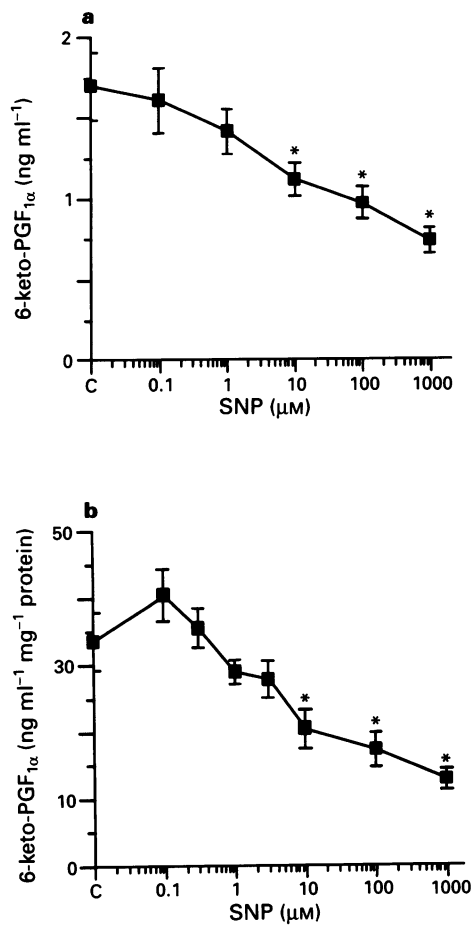 a
6-keto-PGF1α (ng ml−1)
2
1
0
*
*
*
C 0.1 1 10 100 1000
SNP (μM)
b
6-keto-PGF1α (ng ml−1 mg−1 protein)
50
30
10
0
*
*
*
C 0.1 1 10 100 1000
SNP (μM)